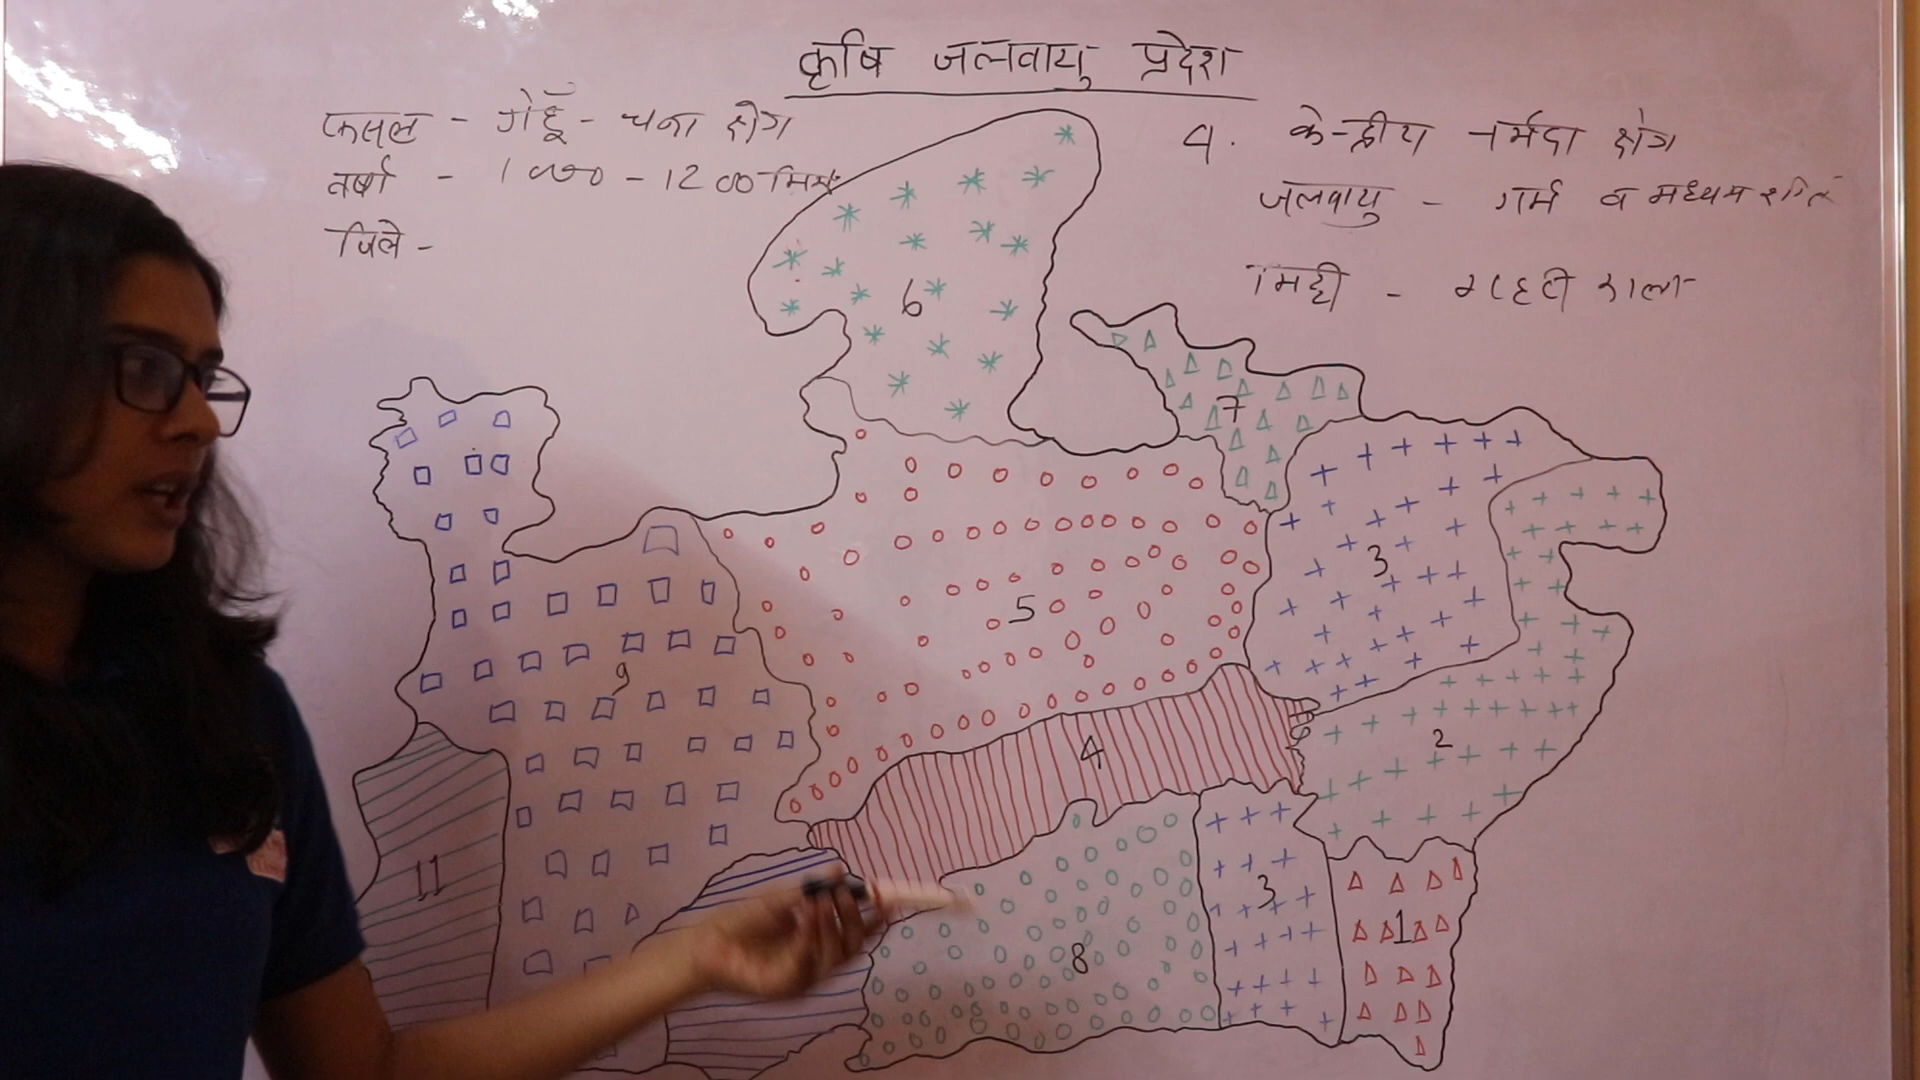 कृषि जलवायु प्रदेश
फसल - गेहूँ - चना क्षेत्र
वर्षा - 1000 - 1200 मिमी
जिले -
4. केन्द्रीय नर्मदा क्षेत्र
जलवायु - गर्म व मध्यम
मिट्टी - गहरी काली
6
7
3
5
9
2
4
11
3
1
8